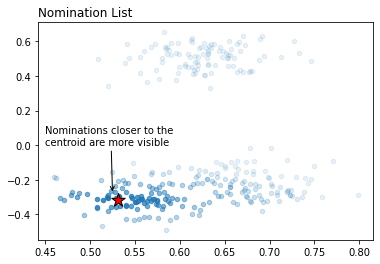 Nomination List
0.6
0.4
0.2
0.0
−0.2
−0.4
Nominations closer to the
centroid are more visible
0.45 0.50 0.55 0.60 0.65 0.70 0.75 0.80